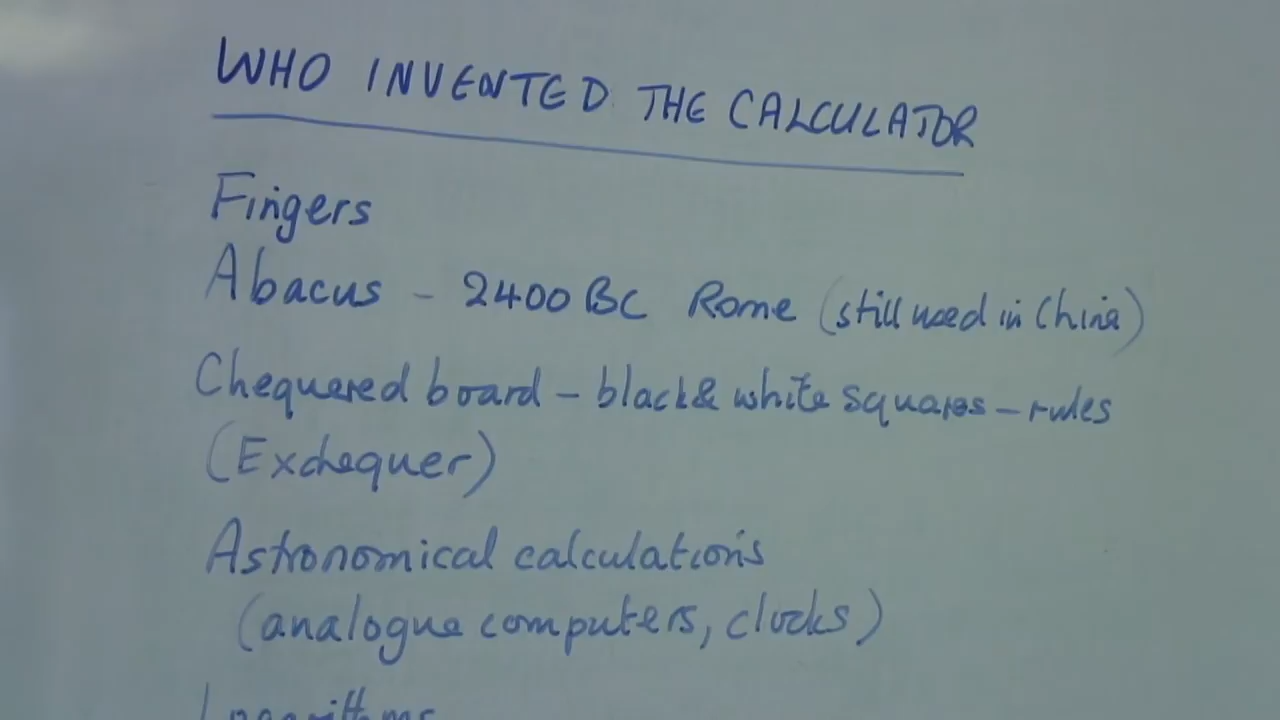 WHO INVENTED THE CALCULATOR
Fingers
Abacus - 2400 BC Rome (still used in China)
Chequered board - black & white squares - rules
(Exchequer)
Astronomical calculations
(analogue computers, clocks)
Logarithms